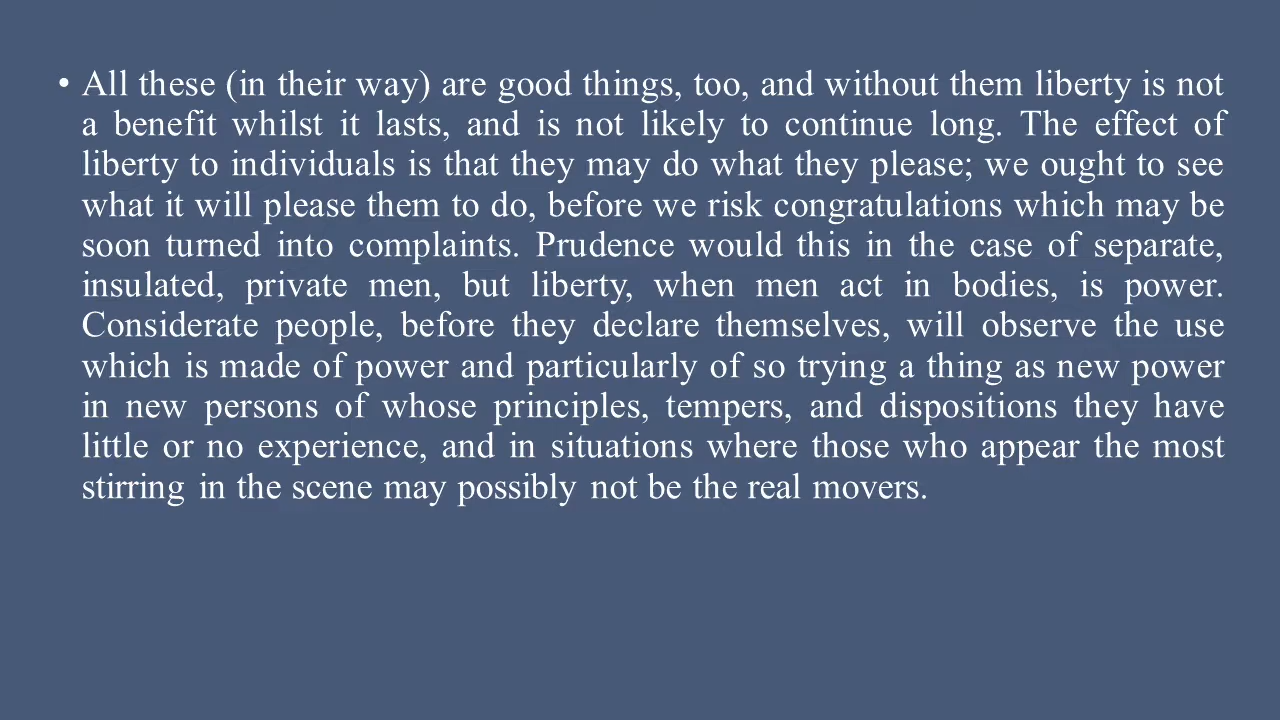 • All these (in their way) are good things, too, and without them liberty is not
a benefit whilst it lasts, and is not likely to continue long. The effect of
liberty to individuals is that they may do what they please; we ought to see
what it will please them to do, before we risk congratulations which may be
soon turned into complaints. Prudence would this in the case of separate,
insulated, private men, but liberty, when men act in bodies, is power.
Considerate people, before they declare themselves, will observe the use
which is made of power and particularly of so trying a thing as new power
in new persons of whose principles, tempers, and dispositions they have
little or no experience, and in situations where those who appear the most
stirring in the scene may possibly not be the real movers.